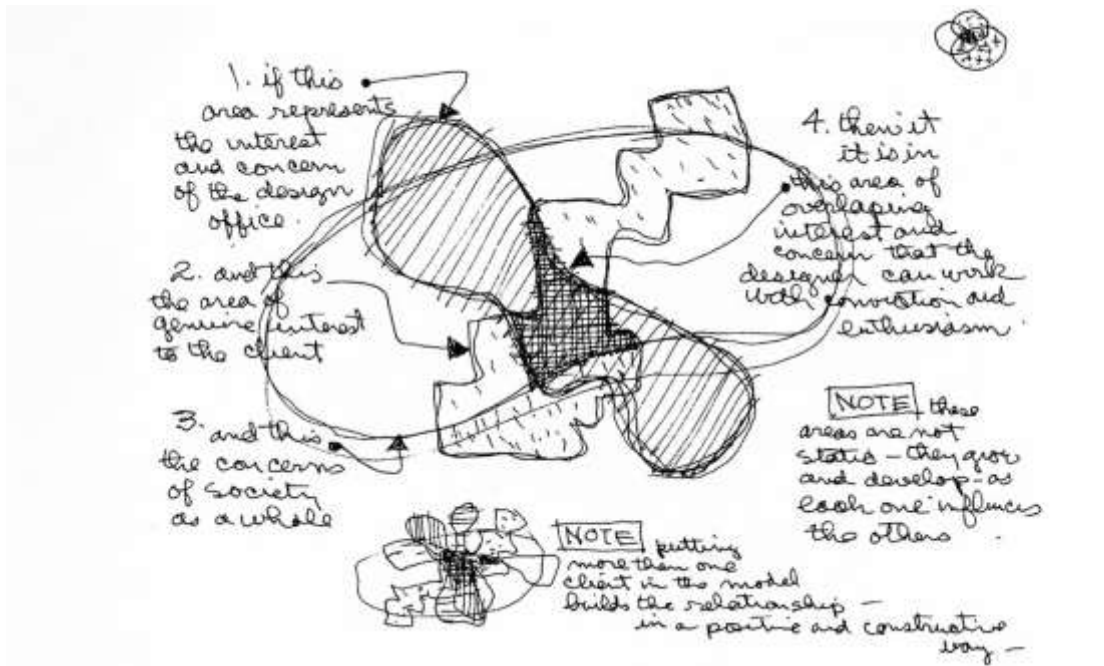 1. if this
area represents
the interest
and concern
of the design
office.
2. and this
the area of
genuine interest
to the client
3. and this
the concerns
of society
as a whole
4. then it
it is in
this area of
overlaping
interest and
concern that the
designer can work
with conviction and
enthusiasm.
NOTE these
areas are not
static – they grow
and develop – as
each one influences
the others.
NOTE putting
more than one
client in the model
builds the relationship –
in a positive and constructive
way –